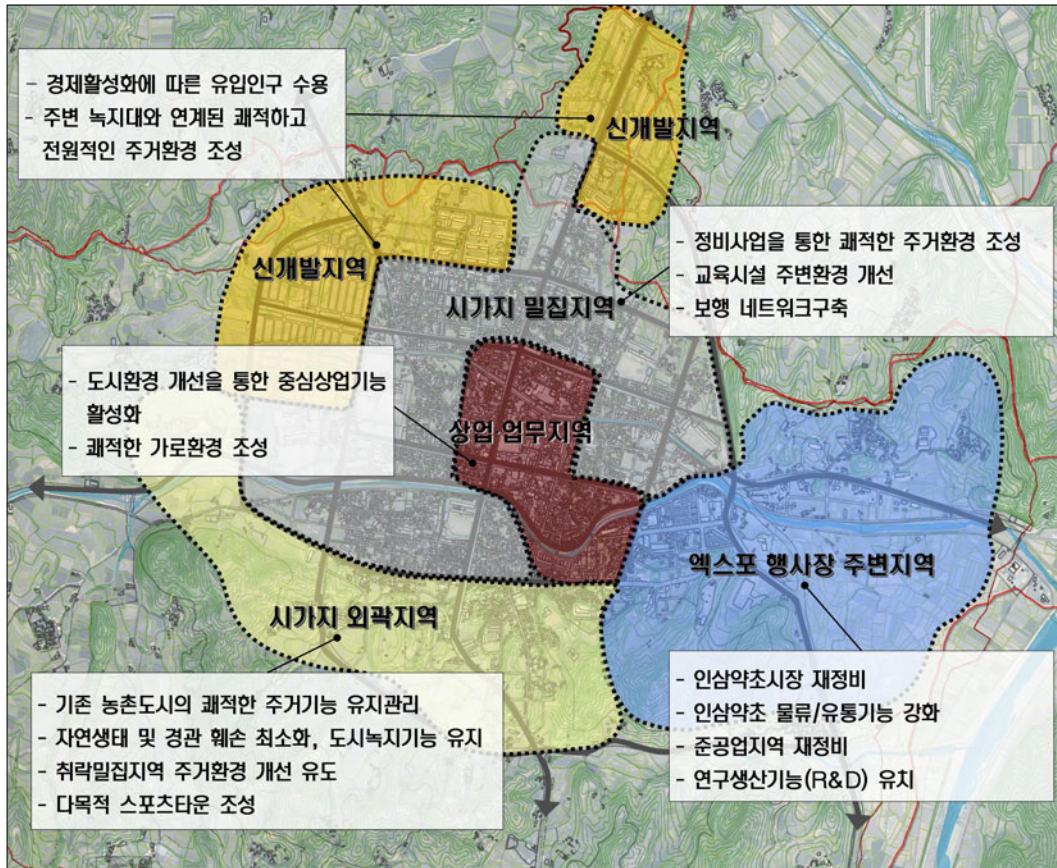 - 경제활성화에 따른 유입인구 수용
- 주변 녹지대와 연계된 쾌적하고
전원적인 주거환경 조성
신개발지역
신개발지역
- 정비사업을 통한 쾌적한 주거환경 조성
- 교육시설 주변환경 개선
- 보행 네트워크구축
시가지 밀집지역
- 도시환경 개선을 통한 중심상업기능
활성화
- 쾌적한 가로환경 조성
상업·업무지역
엑스포 행사장 주변지역
시가지 외곽지역
- 기존 농촌도시의 쾌적한 주거기능 유지관리
- 자연생태 및 경관 훼손 최소화, 도시녹지기능 유지
- 취락밀집지역 주거환경 개선 유도
- 다목적 스포츠타운 조성
- 인삼약초시장 재정비
- 인삼약초 물류/유통기능 강화
- 준공업지역 재정비
- 연구생산기능(R&D) 유치